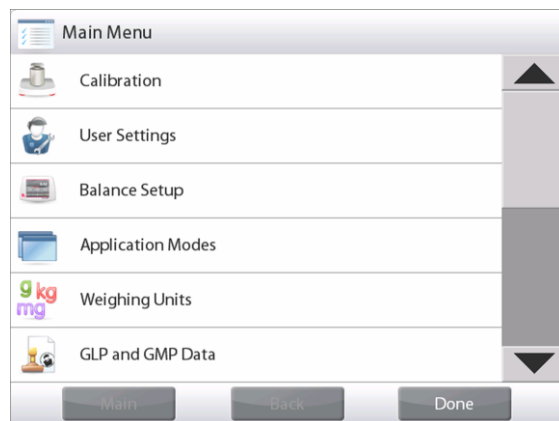 Main Menu
Calibration
User Settings
Balance Setup
Application Modes
g kg
mg
Weighing Units
GLP and GMP Data
Main Back Done